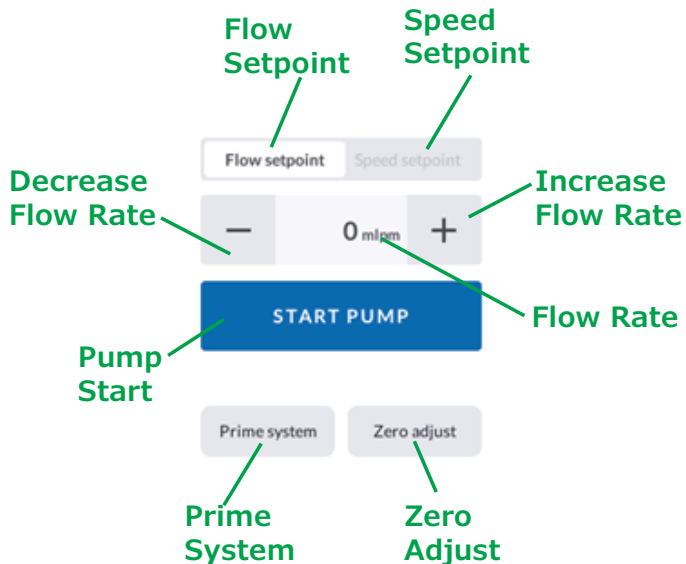 Flow
Setpoint
Speed
Setpoint
Flow setpoint
Speed setpoint
Decrease
Flow Rate
Increase
Flow Rate
− 0 mlpm +
START PUMP
Flow Rate
Pump
Start
Prime system
Zero adjust
Prime
System
Zero
Adjust